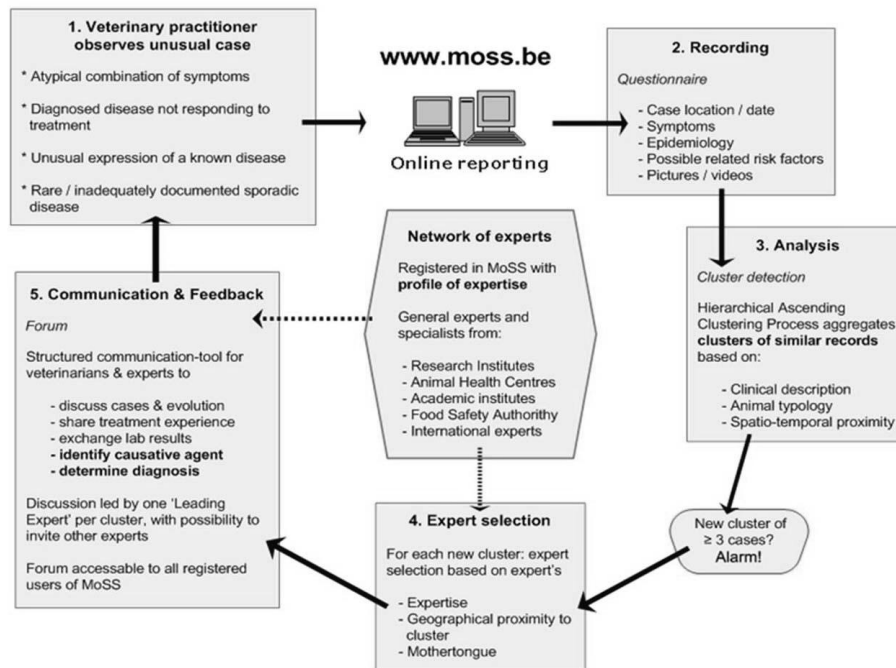 1. Veterinary practitioner
observes unusual case
* Atypical combination of symptoms
* Diagnosed disease not responding to
treatment
* Unusual expression of a known disease
* Rare / inadequately documented sporadic
disease
www.moss.be
Online reporting
2. Recording
Questionnaire
- Case location / date
- Symptoms
- Epidemiology
- Possible related risk factors
- Pictures / videos
3. Analysis
Cluster detection
Hierarchical Ascending
Clustering Process aggregates
clusters of similar records
based on:
- Clinical description
- Animal typology
- Spatio-temporal proximity
New cluster of
≥ 3 cases?
Alarm!
Network of experts
Registered in MoSS with
profile of expertise
General experts and
specialists from:
- Research Institutes
- Animal Health Centres
- Academic institutes
- Food Safety Authorithy
- International experts
4. Expert selection
For each new cluster: expert
selection based on expert's
- Expertise
- Geographical proximity to
cluster
- Mothertongue
5. Communication & Feedback
Forum
Structured communication-tool for
veterinarians & experts to
- discuss cases & evolution
- share treatment experience
- exchange lab results
- identify causative agent
- determine diagnosis
Discussion led by one 'Leading
Expert' per cluster, with possibility to
invite other experts
Forum accessable to all registered
users of MoSS